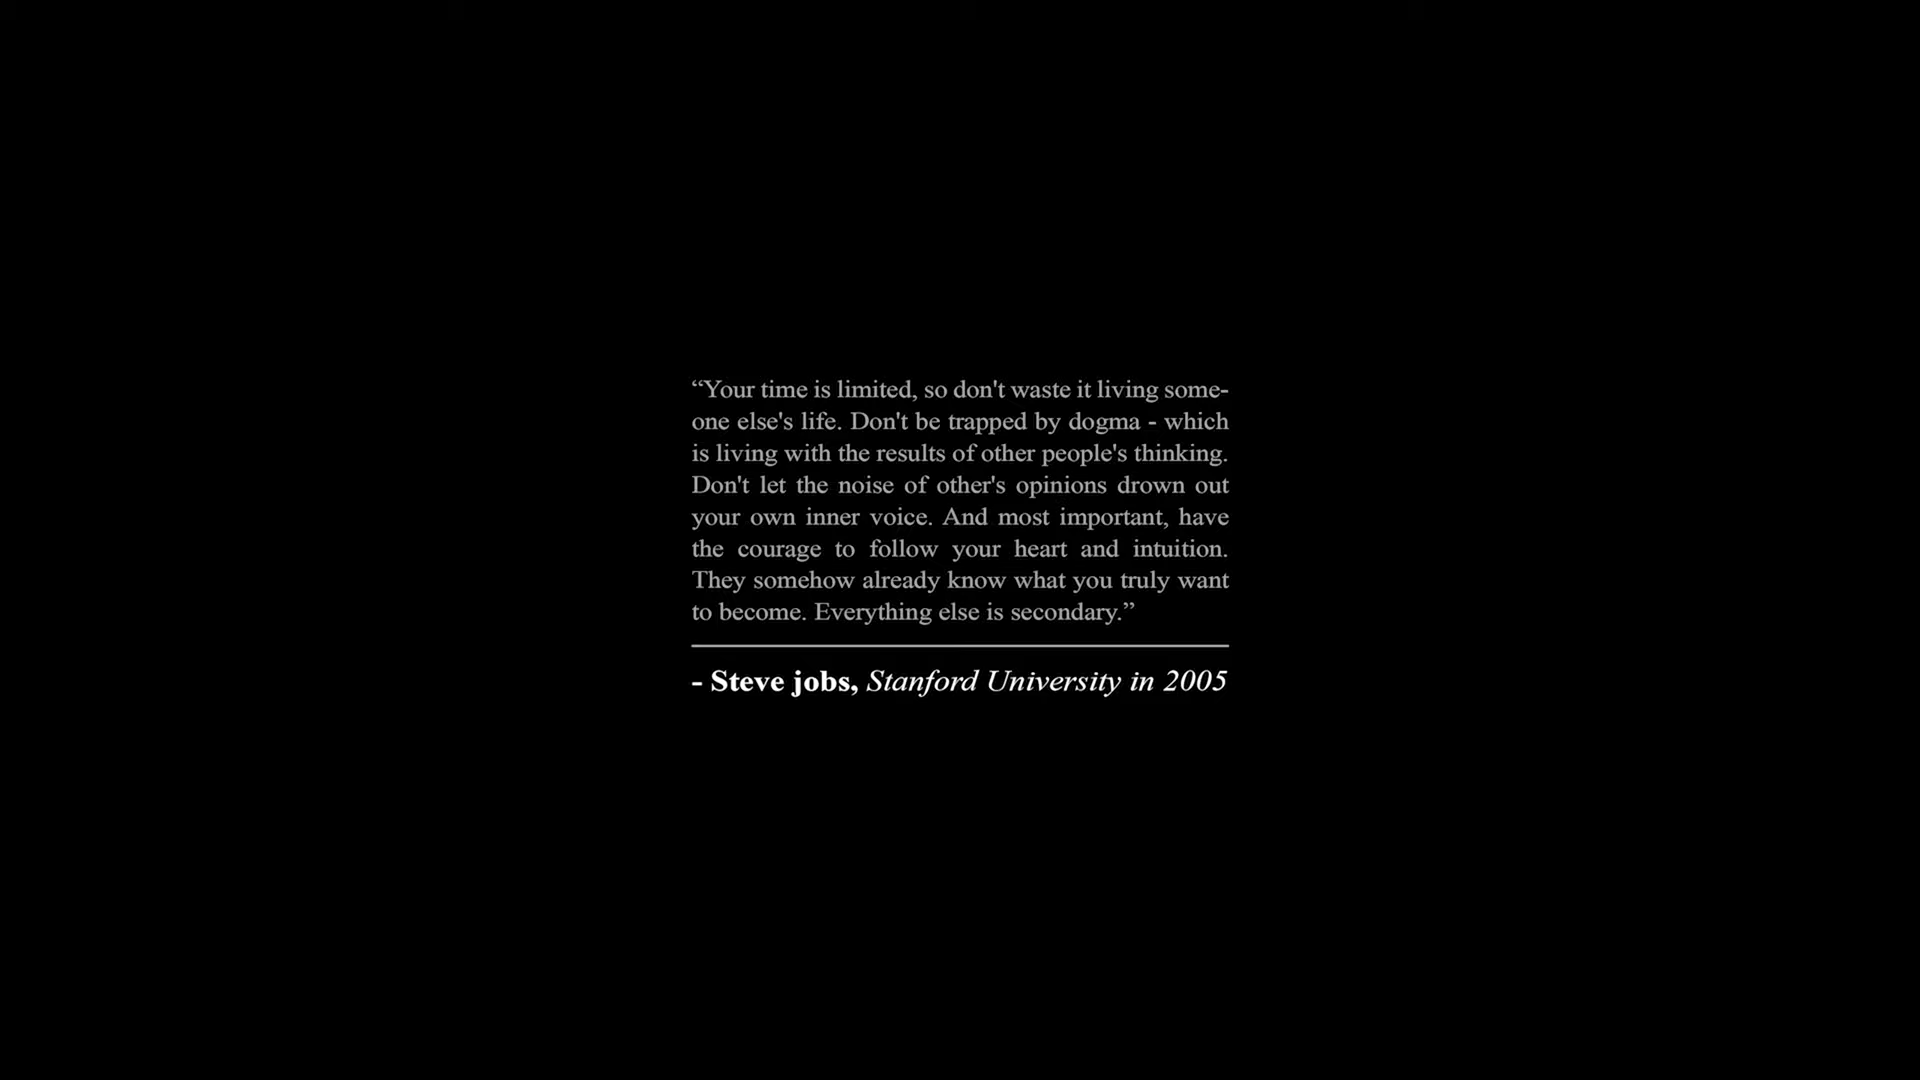 “Your time is limited, so don't waste it living some-
one else's life. Don't be trapped by dogma - which
is living with the results of other people's thinking.
Don't let the noise of other's opinions drown out
your own inner voice. And most important, have
the courage to follow your heart and intuition.
They somehow already know what you truly want
to become. Everything else is secondary.”
- Steve jobs, Stanford University in 2005